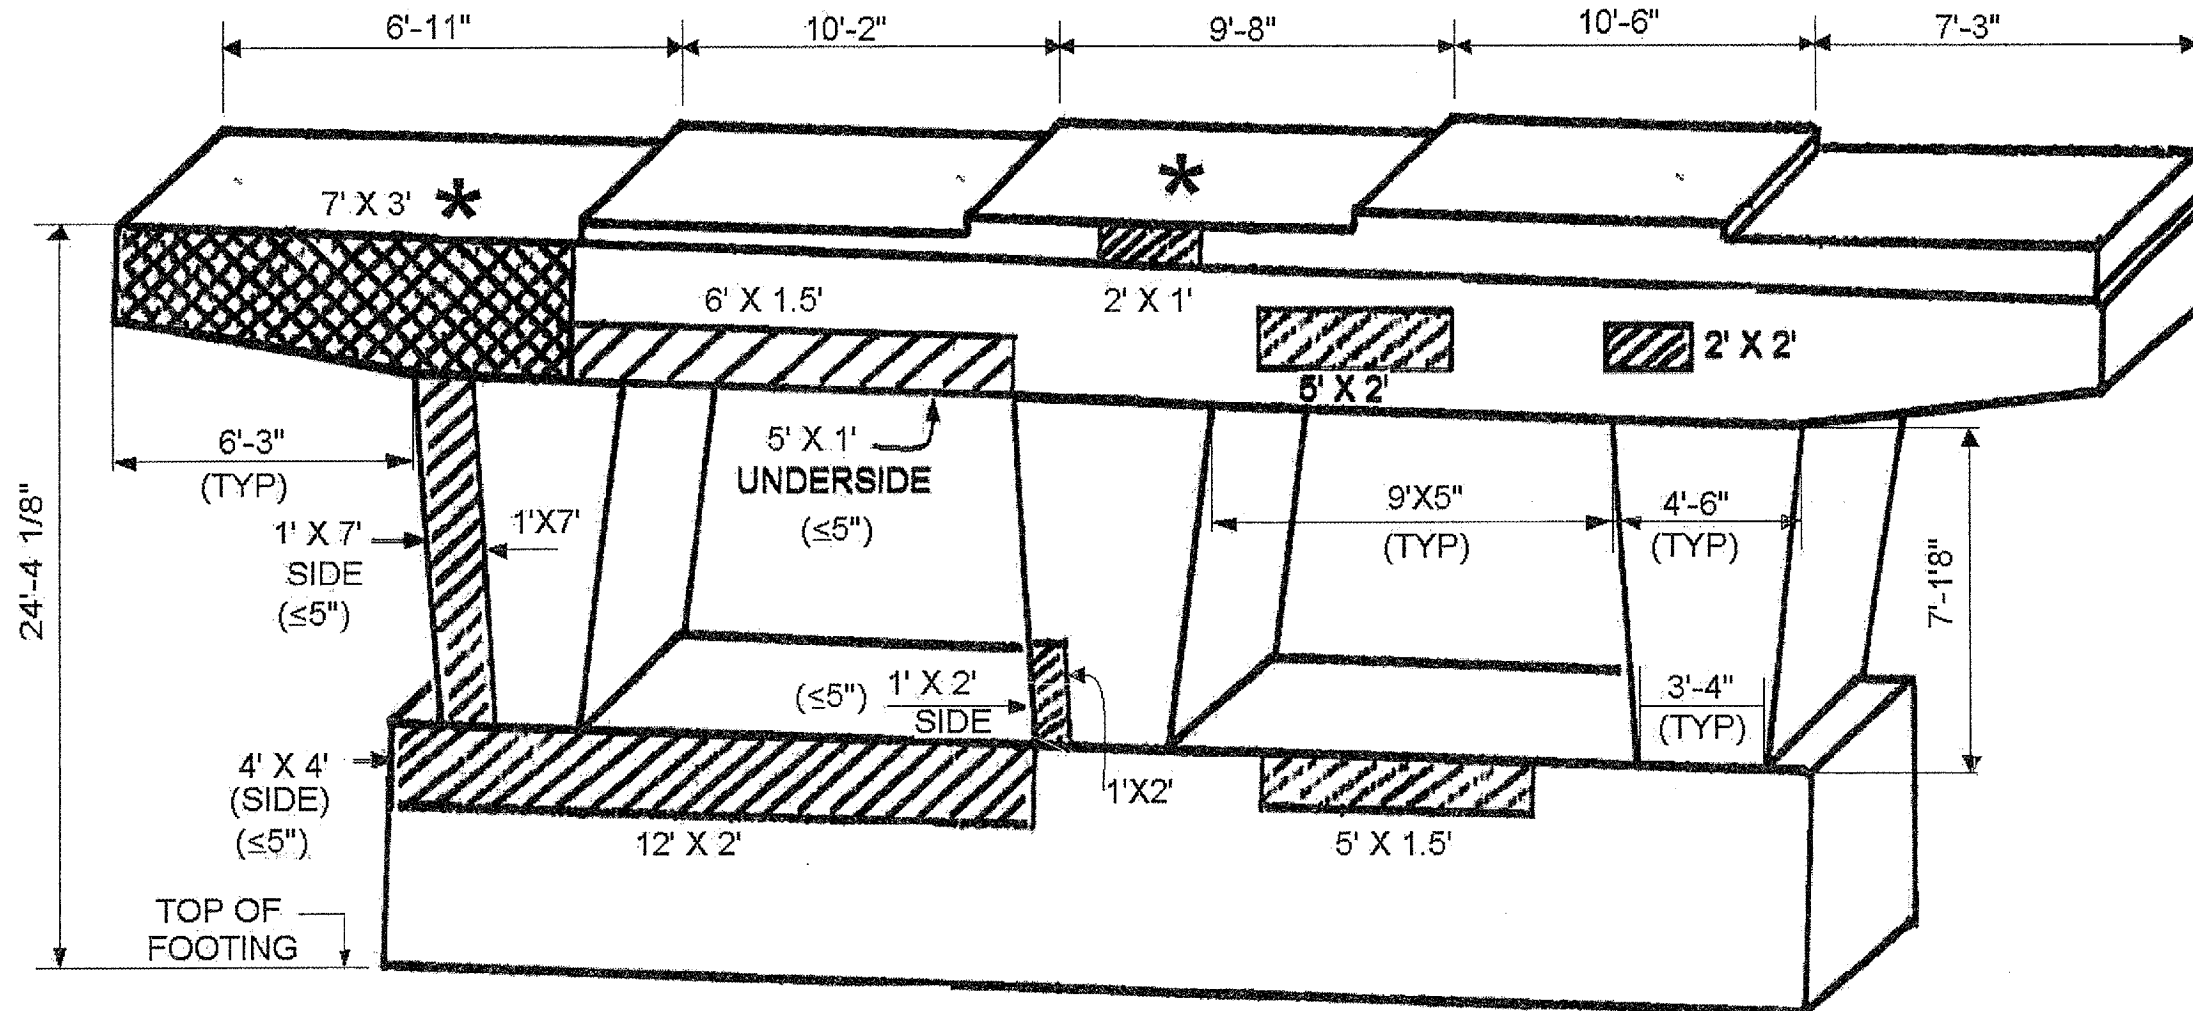 6'-11"
10'-2"
9'-8"
10'-6"
7'-3"
7' X 3' *
*
6' X 1.5'
2' X 1'
2' X 2'
5' X 2'
6'-3"
(TYP)
5' X 1'
UNDERSIDE
(≤5")
9'X5"
(TYP)
4'-6"
(TYP)
24'-4 1/8"
1' X 7'
SIDE
(≤5")
1'X7'
7'-1'8"
(≤5")
1' X 2'
SIDE
3'-4"
(TYP)
4' X 4'
(SIDE)
(≤5")
1'X2'
12' X 2'
5' X 1.5'
TOP OF
FOOTING